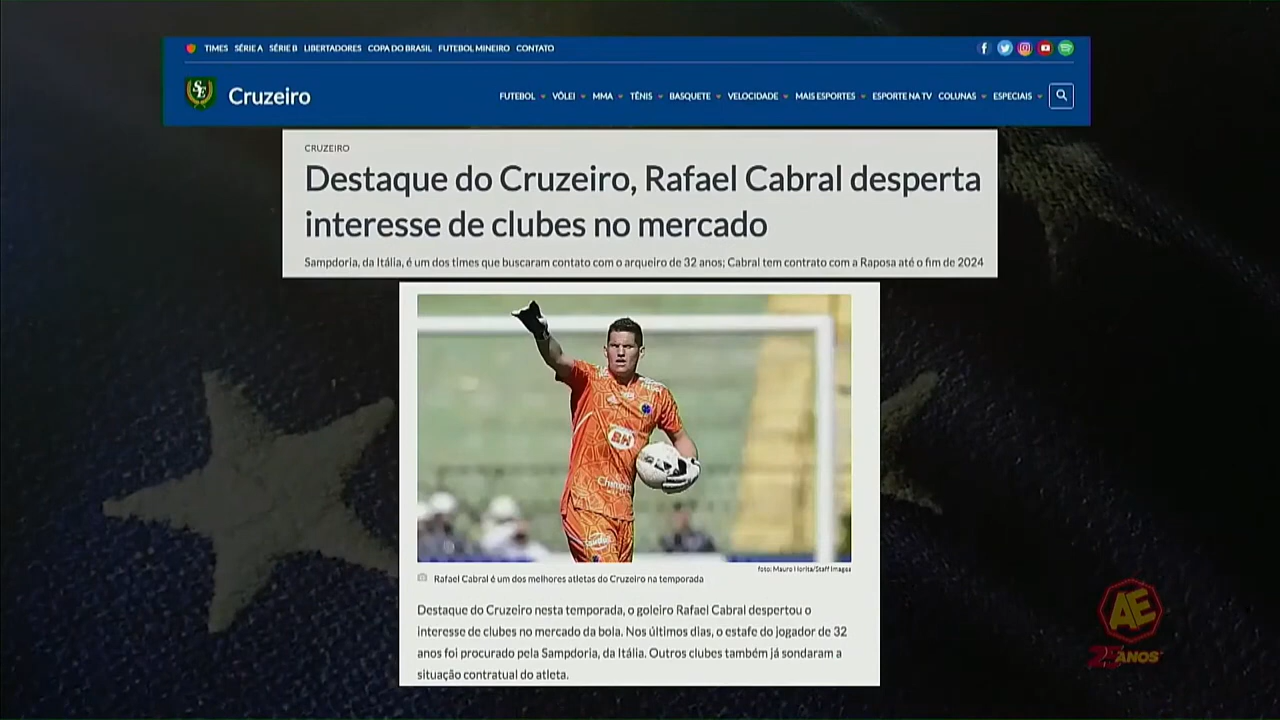 TIMES SÉRIE A SÉRIE B LIBERTADORES COPA DO BRASIL FUTEBOL MINEIRO CONTATO
SE
Cruzeiro
FUTEBOL VÔLEI MMA TÊNIS BASQUETE VELOCIDADE MAIS ESPORTES ESPORTE NA TV COLUNAS ESPECIAIS
CRUZEIRO
Destaque do Cruzeiro, Rafael Cabral desperta
interesse de clubes no mercado
Sampdoria, da Itália, é um dos times que buscaram contato com o arqueiro de 32 anos; Cabral tem contrato com a Raposa até o fim de 2024
BH
foto: Mauro Horita/Staff Images
Rafael Cabral é um dos melhores atletas do Cruzeiro na temporada
Destaque do Cruzeiro nesta temporada, o goleiro Rafael Cabral despertou o
interesse de clubes no mercado da bola. Nos últimos dias, o estafe do jogador de 32
anos foi procurado pela Sampdoria, da Itália. Outros clubes também já sondaram a
situação contratual do atleta.
AE
25 ANOS